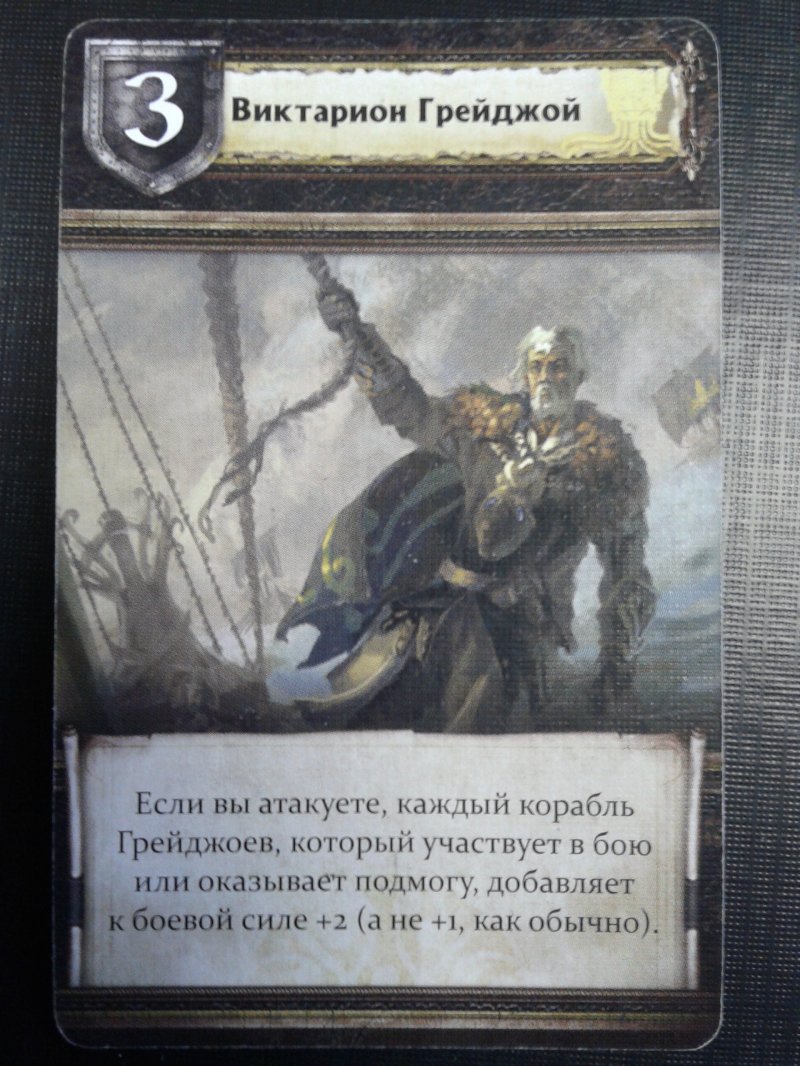 3
Виктарион Грейджой
Если вы атакуете, каждый корабль
Грейджоев, который участвует в бою
или оказывает подмогу, добавляет
к боевой силе +2 (а не +1, как обычно).